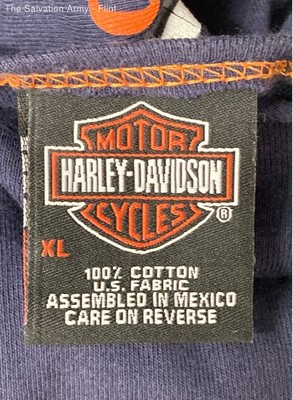 The Salvation Army - Flint
MOTOR
HARLEY-DAVIDSON
CYCLES
®
XL
100% COTTON
U.S. FABRIC
ASSEMBLED IN MEXICO
CARE ON REVERSE